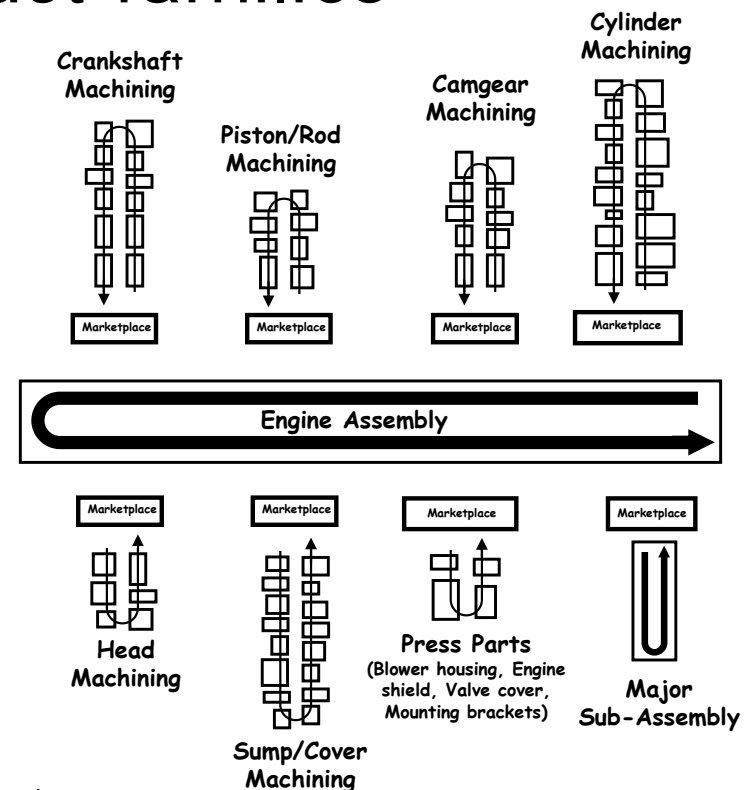 Crankshaft
Machining
Piston/Rod
Machining
Camgear
Machining
Cylinder
Machining
Marketplace
Marketplace
Marketplace
Marketplace
Engine Assembly
Marketplace
Marketplace
Marketplace
Marketplace
Head
Machining
Sump/Cover
Machining
Press Parts
(Blower housing, Engine
shield, Valve cover,
Mounting brackets)
Major
Sub-Assembly